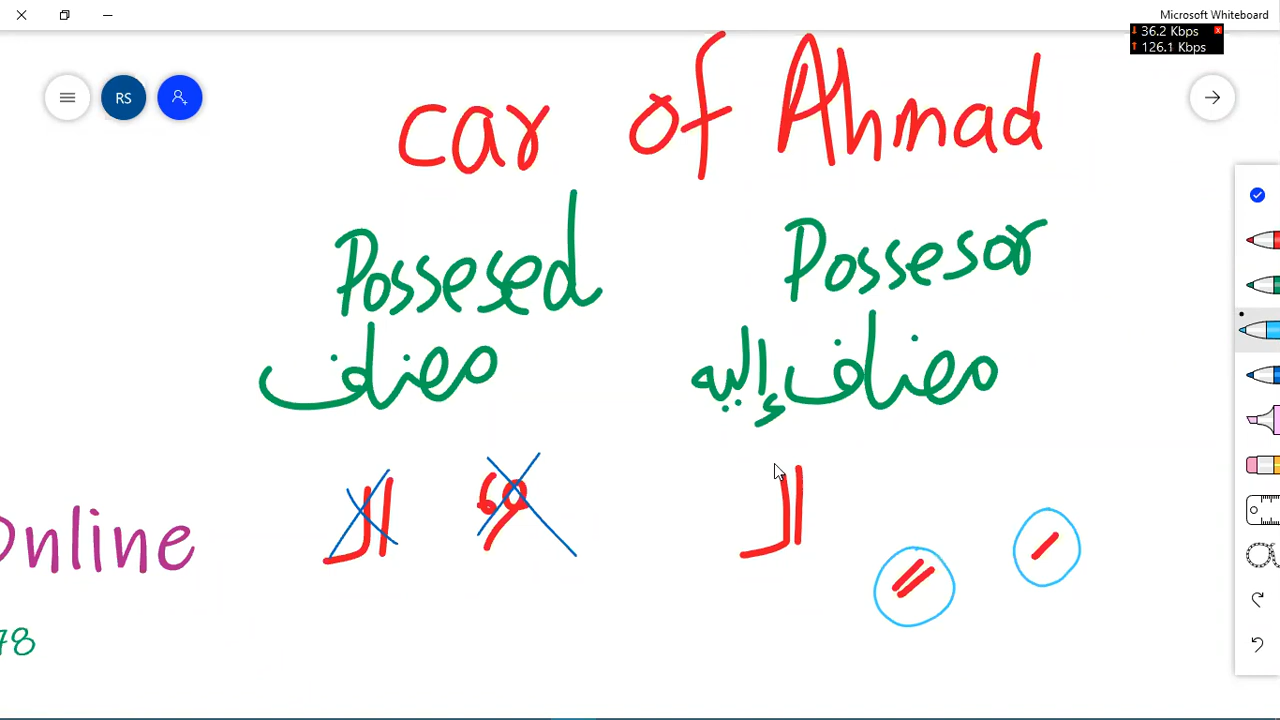 Microsoft Whiteboard
36.2 Kbps
126.1 Kbps
RS
car of Ahmad
Possesed Possesor
مضاف مضاف إليه
ال ال
Online
78